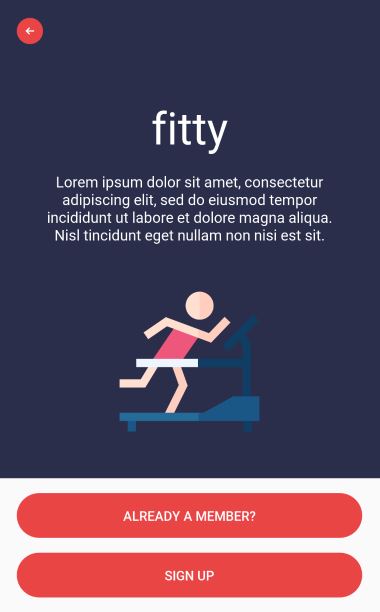 fitty
Lorem ipsum dolor sit amet, consectetur
adipiscing elit, sed do eiusmod tempor
incididunt ut labore et dolore magna aliqua.
Nisl tincidunt eget nullam non nisi est sit.
ALREADY A MEMBER?
SIGN UP